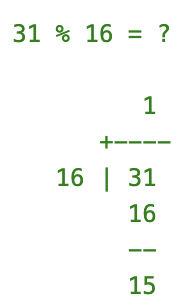 31 % 16 = ?
1
+----
16 | 31
16
--
15